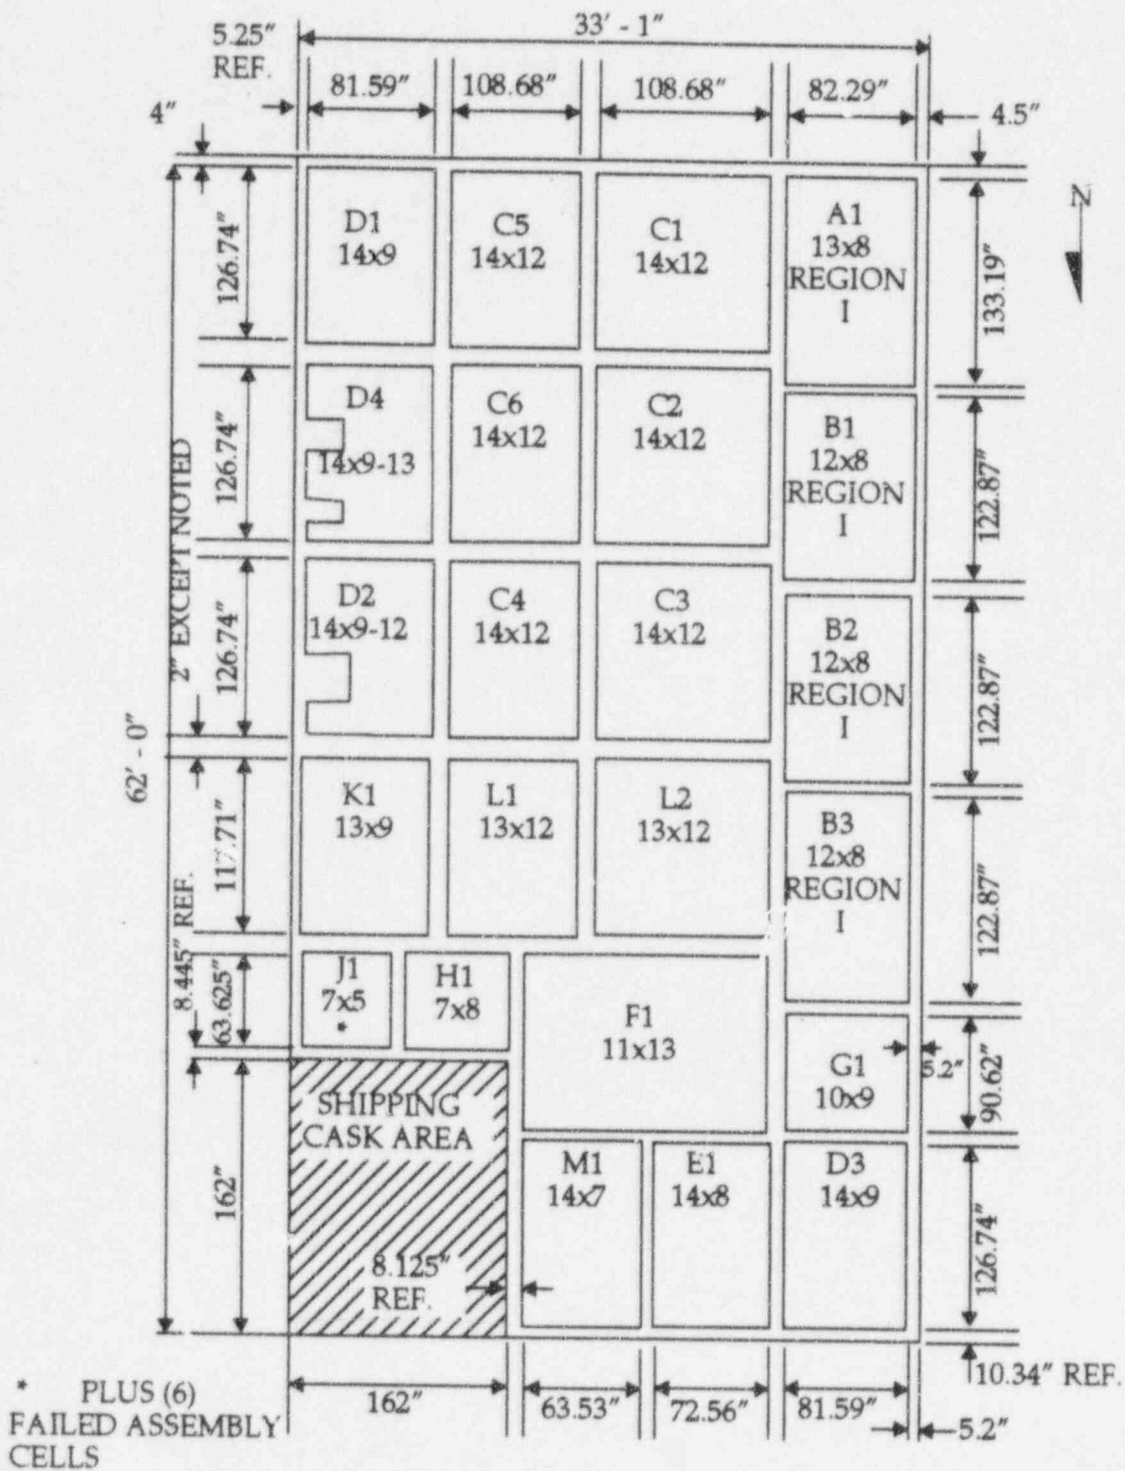 33' - 1"
5.25"
REF.
81.59"
108.68"
108.68"
82.29"
4"
4.5"
N
D1
14x9
C5
14x12
C1
14x12
A1
13x8
REGION
I
126.74"
133.19"
D4
14x9-13
C6
14x12
C2
14x12
B1
12x8
REGION
I
126.74"
122.87"
2" EXCEPT NOTED
D2
14x9-12
C4
14x12
C3
14x12
B2
12x8
REGION
I
126.74"
122.87"
62' - 0"
K1
13x9
L1
13x12
L2
13x12
B3
12x8
REGION
I
117.71"
122.87"
8.445" REF.
63.625"
J1
7x5
*
H1
7x8
F1
11x13
G1
10x9
5.2"
90.62"
SHIPPING
CASK AREA
162"
8.125"
REF.
M1
14x7
E1
14x8
D3
14x9
126.74"
10.34" REF.
162"
63.53"
72.56"
81.59"
5.2"
* PLUS (6)
FAILED ASSEMBLY
CELLS